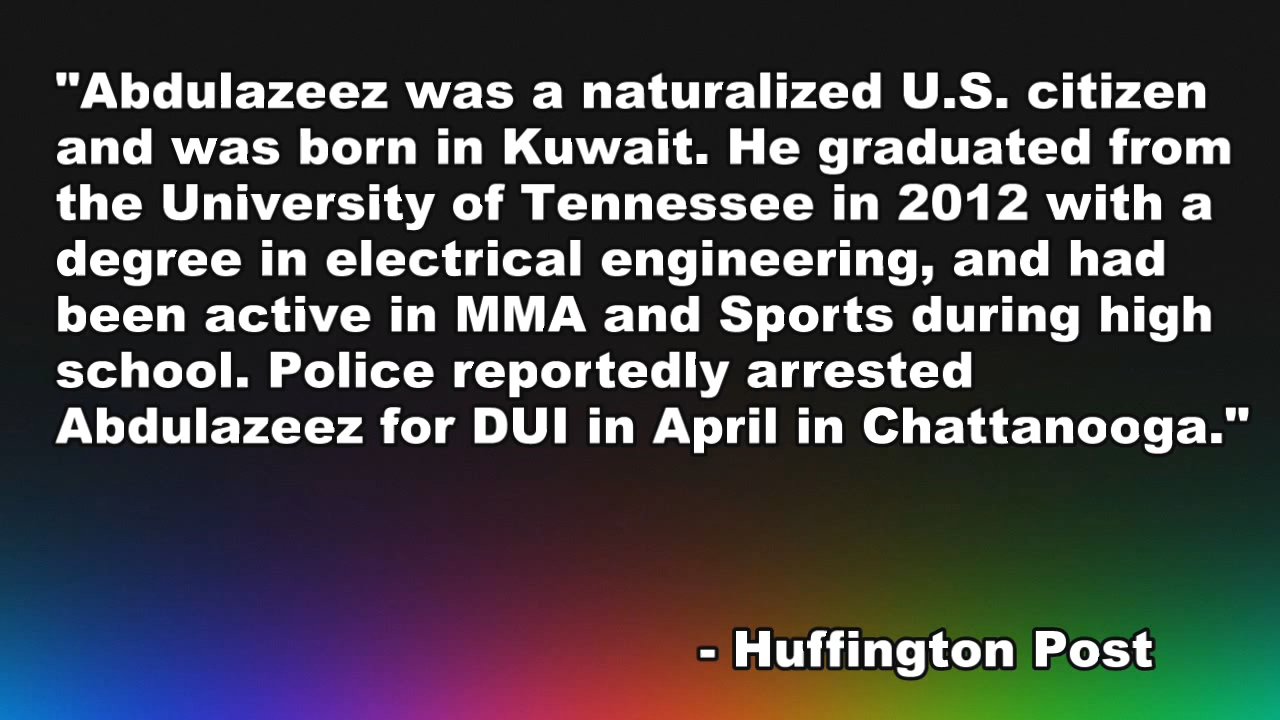 "Abdulazeez was a naturalized U.S. citizen
and was born in Kuwait. He graduated from
the University of Tennessee in 2012 with a
degree in electrical engineering, and had
been active in MMA and Sports during high
school. Police reportedly arrested
Abdulazeez for DUI in April in Chattanooga."
- Huffington Post